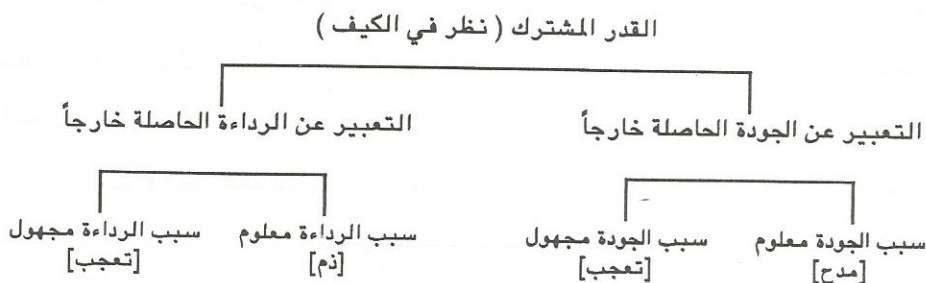 القدر المشترك ( نظر في الكيف )
التعبير عن الجودة الحاصلة خارجاً
التعبير عن الرداءة الحاصلة خارجاً
سبب الجودة معلوم
[مدح]
سبب الجودة مجهول
[تعجب]
سبب الرداءة معلوم
[ذم]
سبب الرداءة مجهول
[تعجب]